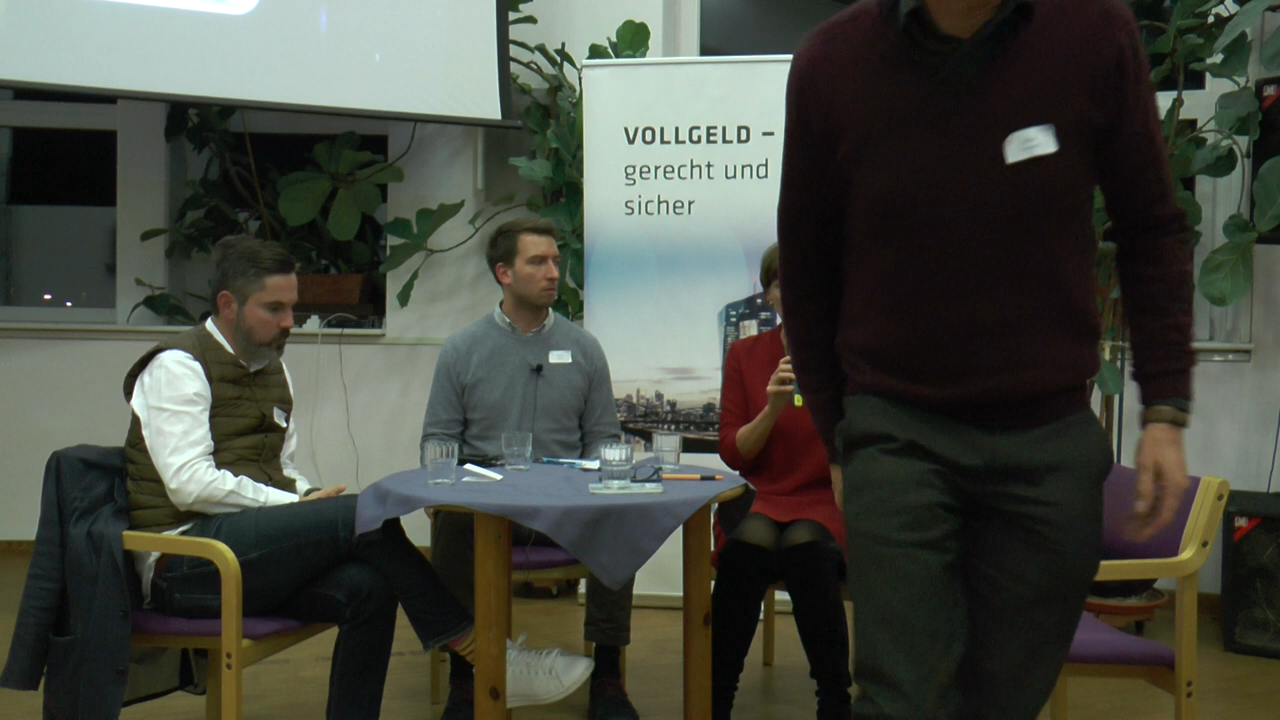 VOLLGELD –
gerecht und
sicher